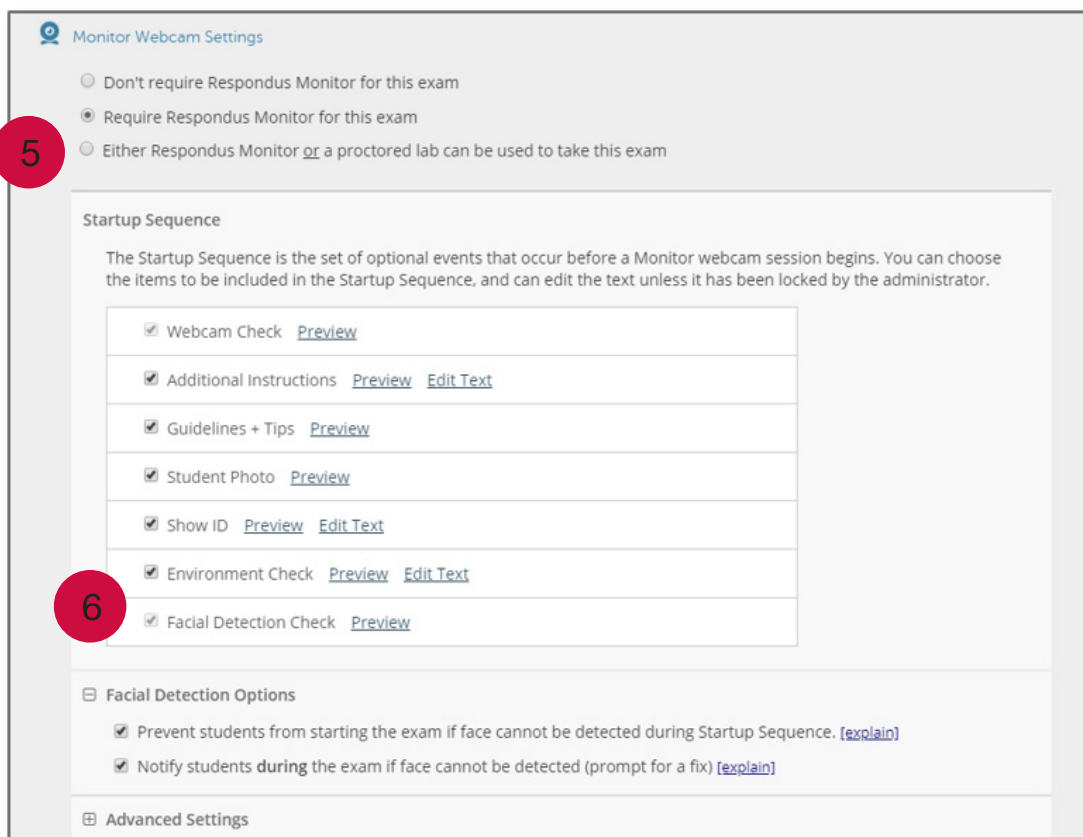 Monitor Webcam Settings
Don't require Respondus Monitor for this exam
Require Respondus Monitor for this exam
5
Either Respondus Monitor or a proctored lab can be used to take this exam
Startup Sequence
The Startup Sequence is the set of optional events that occur before a Monitor webcam session begins. You can choose
the items to be included in the Startup Sequence, and can edit the text unless it has been locked by the administrator.
Webcam Check Preview
Additional Instructions Preview Edit Text
Guidelines + Tips Preview
Student Photo Preview
Show ID Preview Edit Text
Environment Check Preview Edit Text
6
Facial Detection Check Preview
Facial Detection Options
Prevent students from starting the exam if face cannot be detected during Startup Sequence. [explain]
Notify students during the exam if face cannot be detected (prompt for a fix) [explain]
Advanced Settings